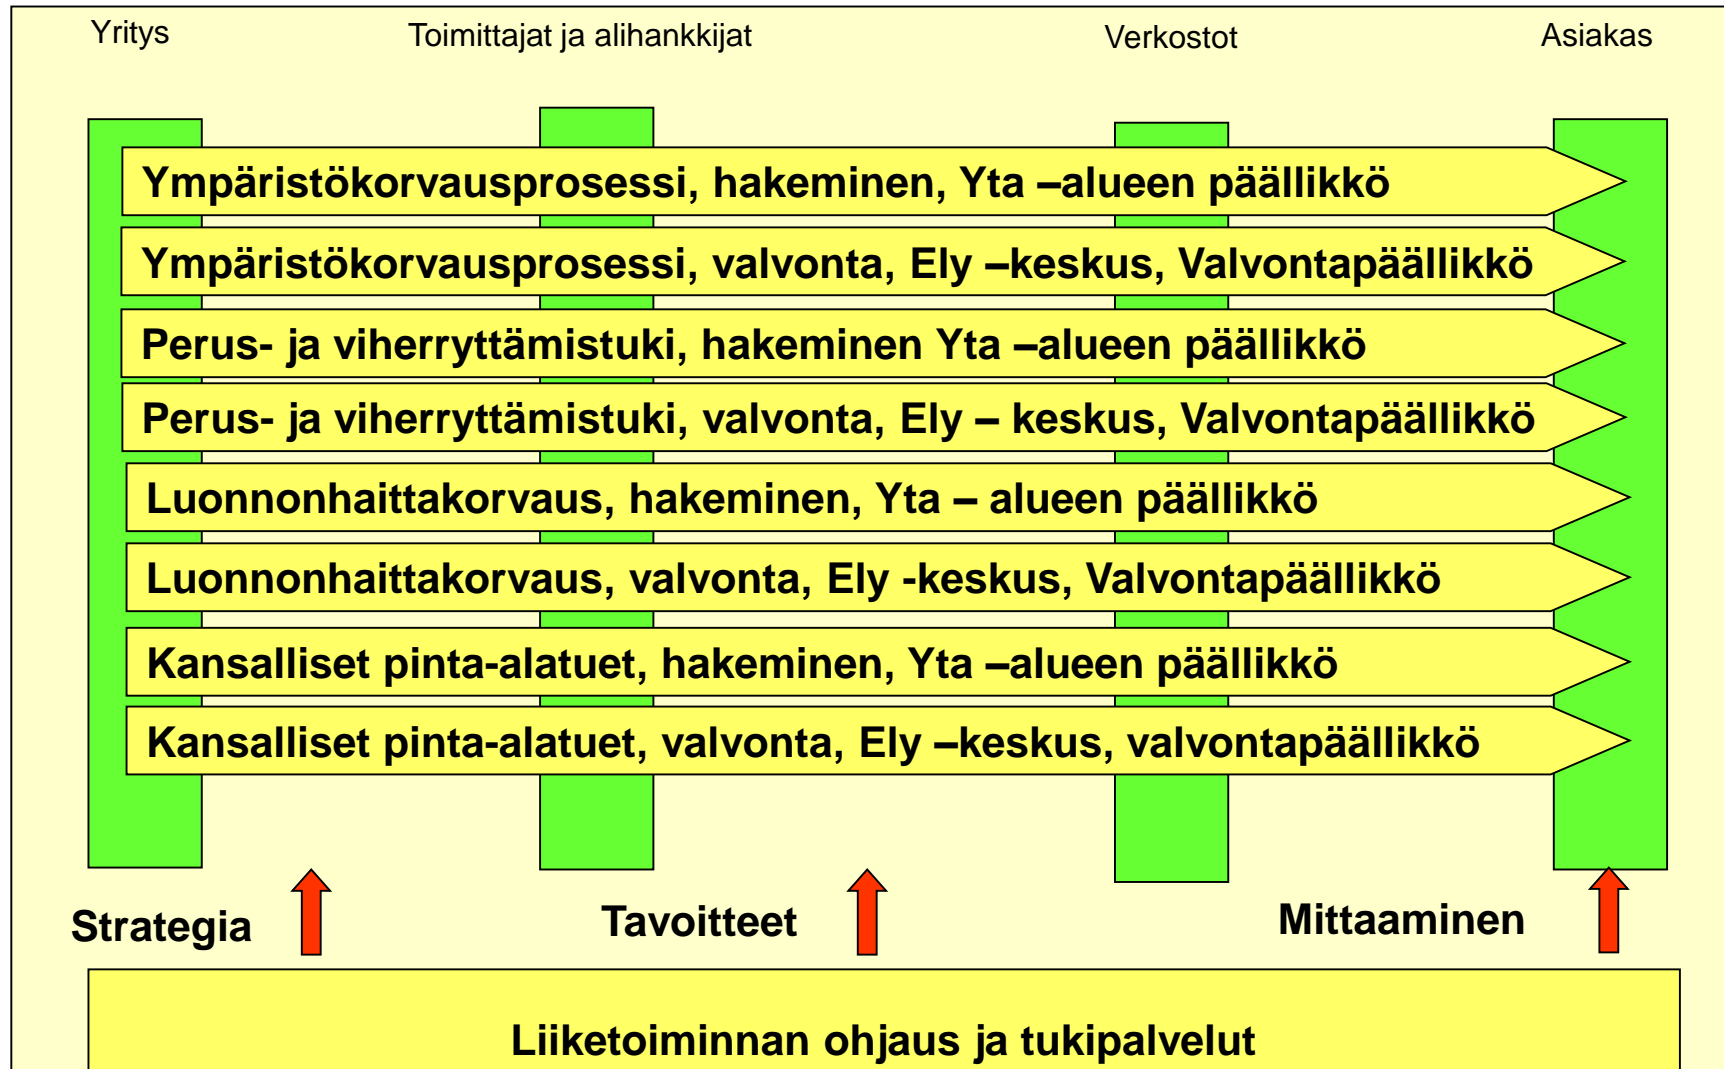 Yritys
Toimittajat ja alihankkijat
Verkostot
Asiakas
Ympäristökorvausprosessi, hakeminen, Yta –alueen päällikkö
Ympäristökorvausprosessi, valvonta, Ely –keskus, Valvontapäällikkö
Perus- ja viherryttämistuki, hakeminen Yta –alueen päällikkö
Perus- ja viherryttämistuki, valvonta, Ely – keskus, Valvontapäällikkö
Luonnonhaittakorvaus, hakeminen, Yta – alueen päällikkö
Luonnonhaittakorvaus, valvonta, Ely -keskus, Valvontapäällikkö
Kansalliset pinta-alatuet, hakeminen, Yta –alueen päällikkö
Kansalliset pinta-alatuet, valvonta, Ely –keskus, valvontapäällikkö
Strategia
Tavoitteet
Mittaaminen
Liiketoiminnan ohjaus ja tukipalvelut